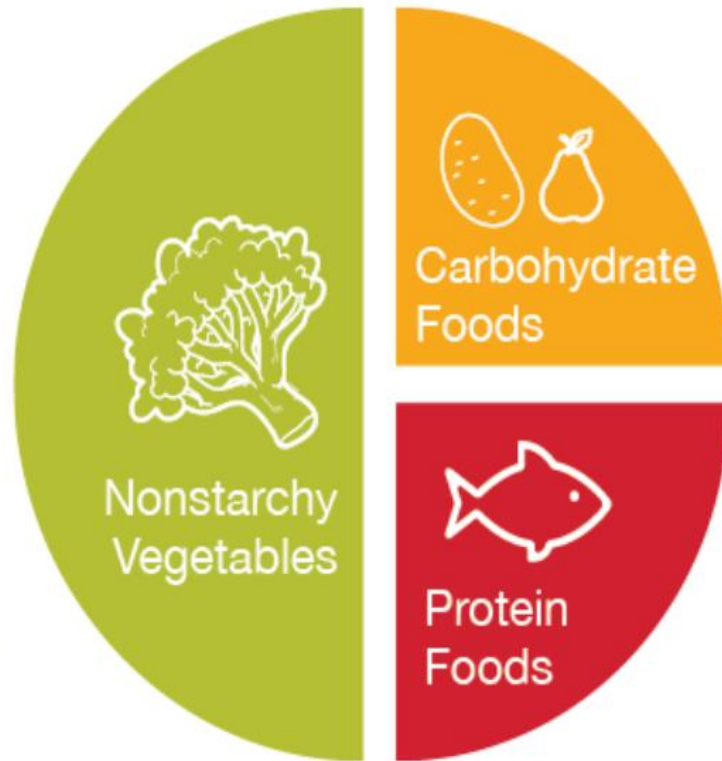 Nonstarchy
Vegetables
Carbohydrate
Foods
Protein
Foods